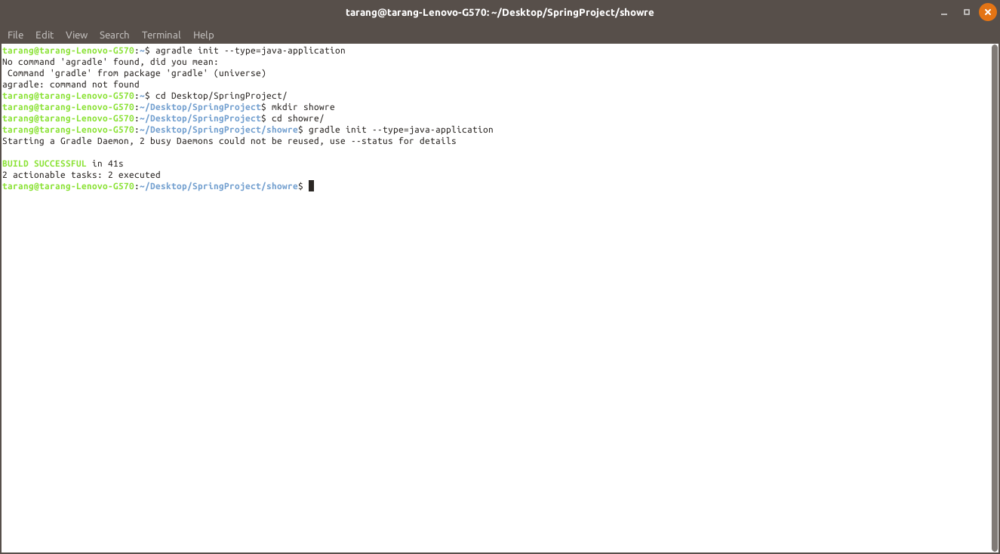 tarang@tarang-Lenovo-G570: ~/Desktop/SpringProject/showre
File Edit View Search Terminal Help
tarang@tarang-Lenovo-G570:~$ agradle init --type=java-application
No command 'agradle' found, did you mean:
 Command 'gradle' from package 'gradle' (universe)
agradle: command not found
tarang@tarang-Lenovo-G570:~$ cd Desktop/SpringProject/
tarang@tarang-Lenovo-G570:~/Desktop/SpringProject$ mkdir showre
tarang@tarang-Lenovo-G570:~/Desktop/SpringProject$ cd showre/
tarang@tarang-Lenovo-G570:~/Desktop/SpringProject/showre$ gradle init --type=java-application
Starting a Gradle Daemon, 2 busy Daemons could not be reused, use --status for details
BUILD SUCCESSFUL in 41s
2 actionable tasks: 2 executed
tarang@tarang-Lenovo-G570:~/Desktop/SpringProject/showre$